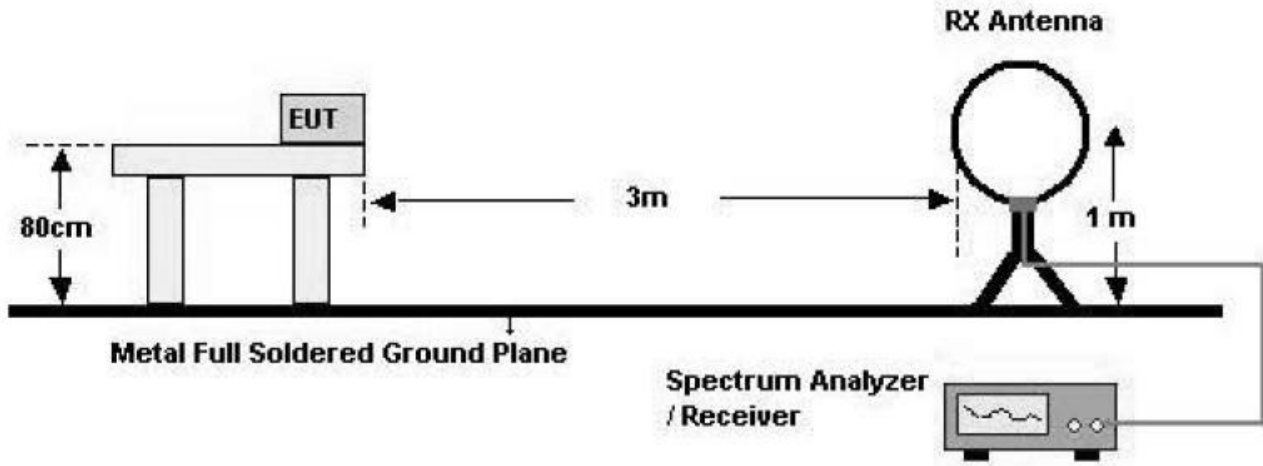 RX Antenna
EUT
80cm
3m
1 m
Metal Full Soldered Ground Plane
Spectrum Analyzer
/ Receiver